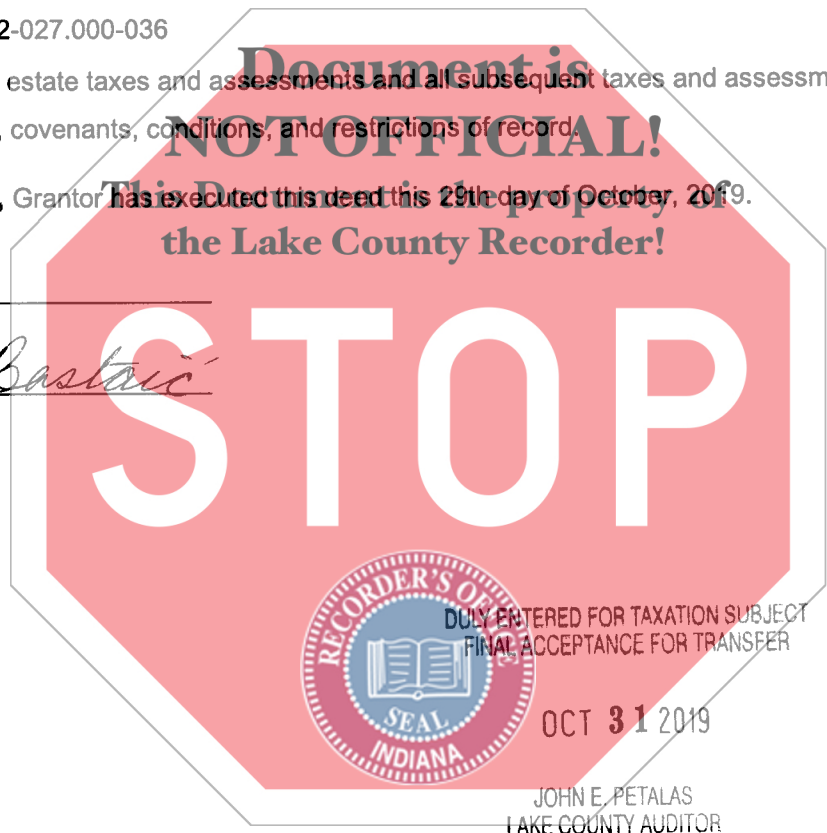 2-027.000-036
Document is
estate taxes and assessments and all subsequent taxes and assessm
NOT OFFICIAL!
, covenants, conditions, and restrictions of record.
Grantor has executed this deed this 29th day of October, 2019.
This Document is the property of
the Lake County Recorder!
Bastaić
STOP
RECORDER'S OFFICE
SEAL
INDIANA
DULY ENTERED FOR TAXATION SUBJECT
FINAL ACCEPTANCE FOR TRANSFER
OCT 31 2019
JOHN E. PETALAS
LAKE COUNTY AUDITOR